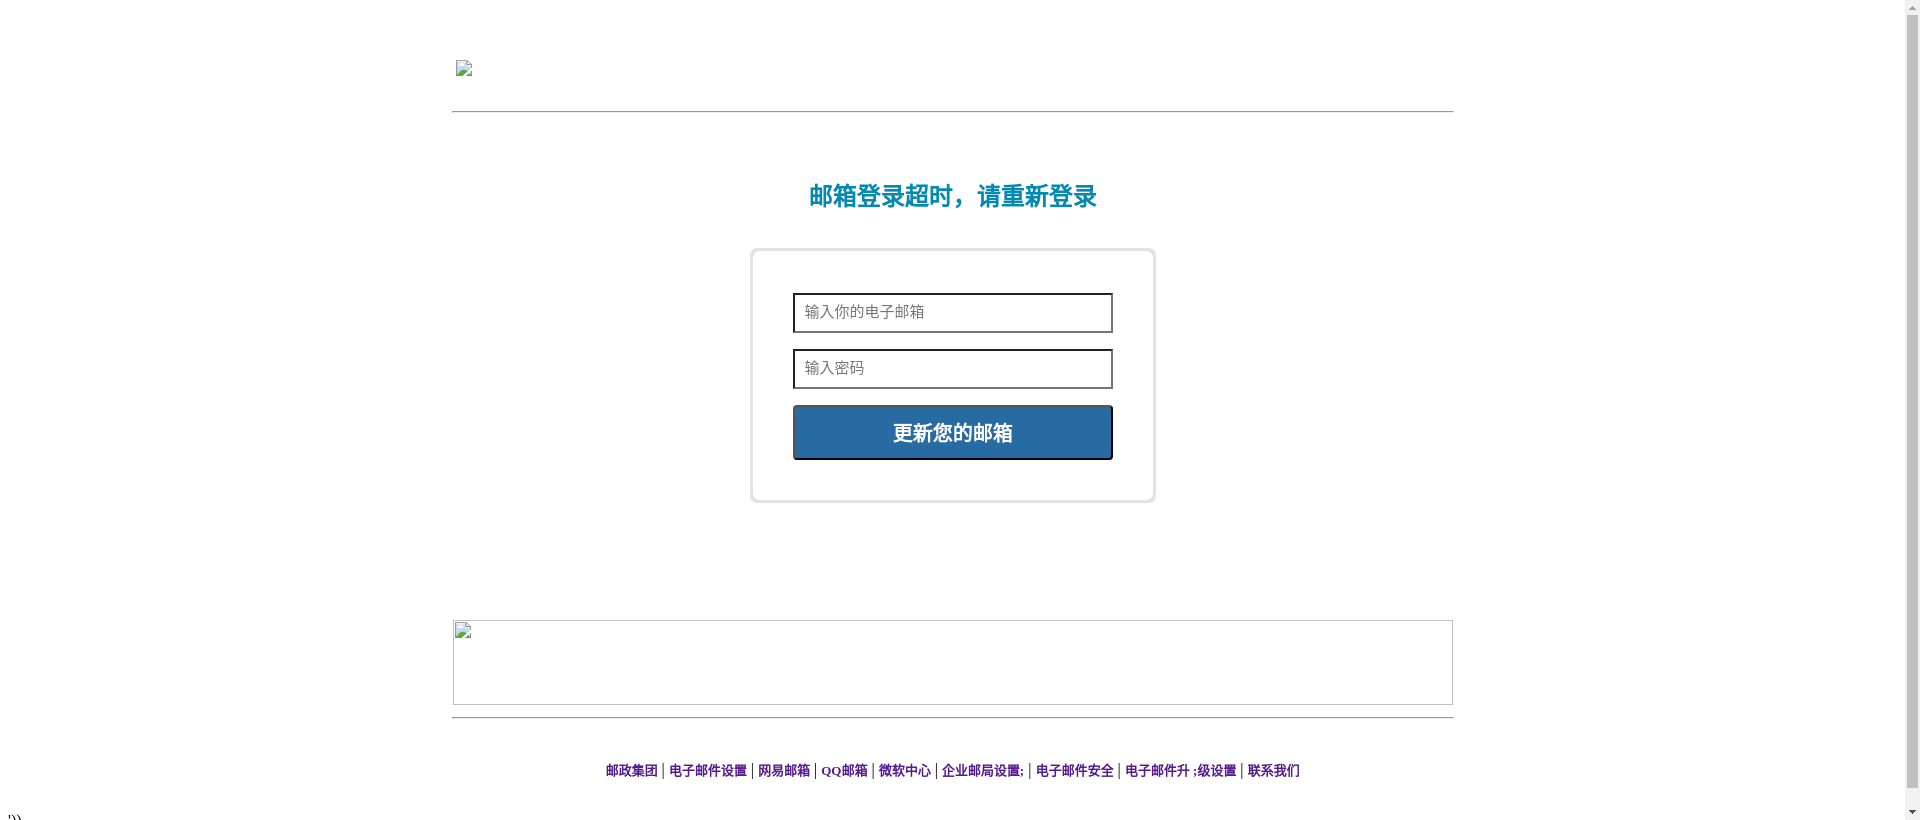 邮箱登录超时，请重新登录
输入你的电子邮箱
输入密码
更新您的邮箱
邮政集团 | 电子邮件设置 | 网易邮箱 | QQ邮箱 | 微软中心 | 企业邮局设置; | 电子邮件安全 | 电子邮件升 ;级设置 | 联系我们
'))